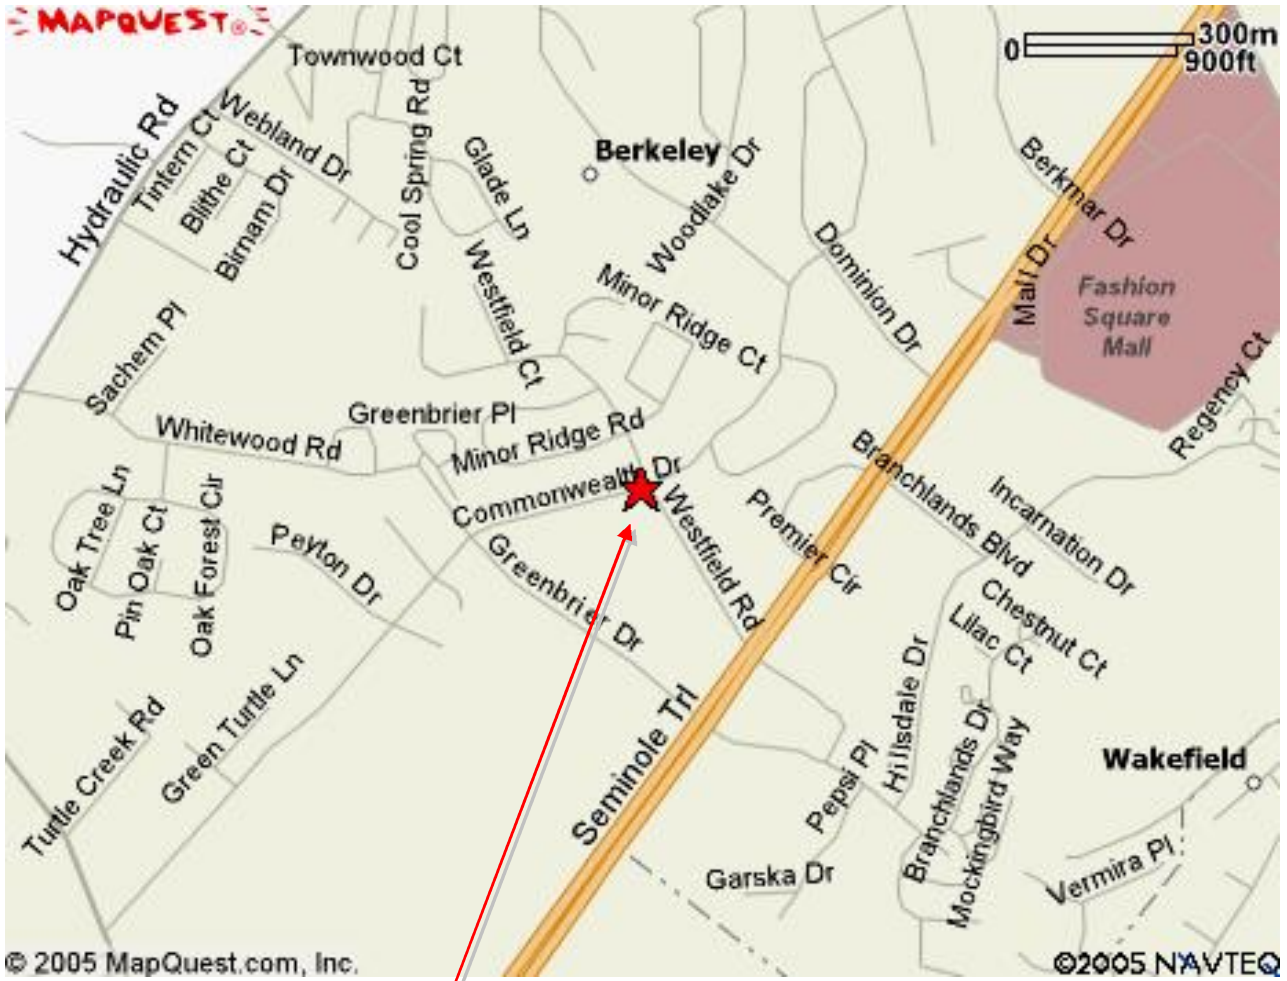 MAPQUEST®
0
300m
900ft
Townwood Ct
Hydraulic Rd
Tintern Ct
Webland Dr
Blithe Ct
Birnam Dr
Cool Spring Rd
Glade Ln
Berkeley
Woodlake Dr
Berkmar Dr
Westfield Ct
Minor Ridge Ct
Dominion Dr
Mall Dr
Fashion
Square
Mall
Sachem Pl
Regency Ct
Greenbrier Pl
Whitewood Rd
Minor Ridge Rd
Commonwealth Dr
Branchlands Blvd
Incarnation Dr
Oak Tree Ln
Pin Oak Ct
Oak Forest Cir
Peyton Dr
Westfield Rd
Premier Cir
Greenbrier Dr
Chestnut Ct
Lilac Ct
Hillsdale Dr
Turtle Creek Rd
Green Turtle Ln
Seminole Trl
Pepsi Pl
Branchlands Dr
Mockingbird Way
Wakefield
Garska Dr
Vermira Pl
© 2005 MapQuest.com, Inc.
©2005 NAVTEQ